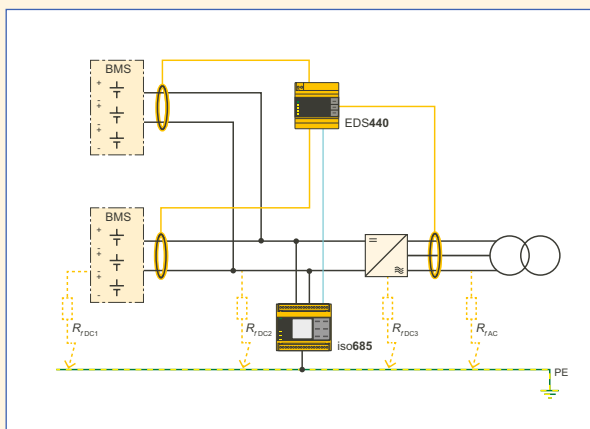 BMS
+
-
+
-
+
-
EDS440
BMS
+
-
+
-
+
-
=
≋
RfDC1
RfDC2
iso685
RfDC3
RfAC
PE